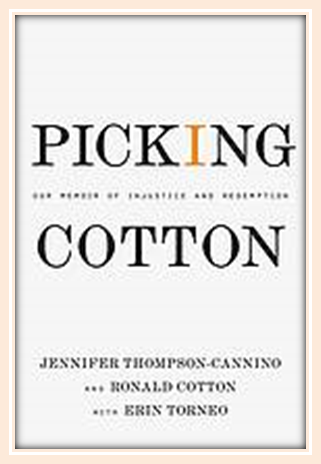 PICKING
OUR MEMOIR OF INJUSTICE AND REDEMPTION
COTTON
JENNIFER THOMPSON-CANNINO
AND RONALD COTTON
WITH ERIN TORNEO